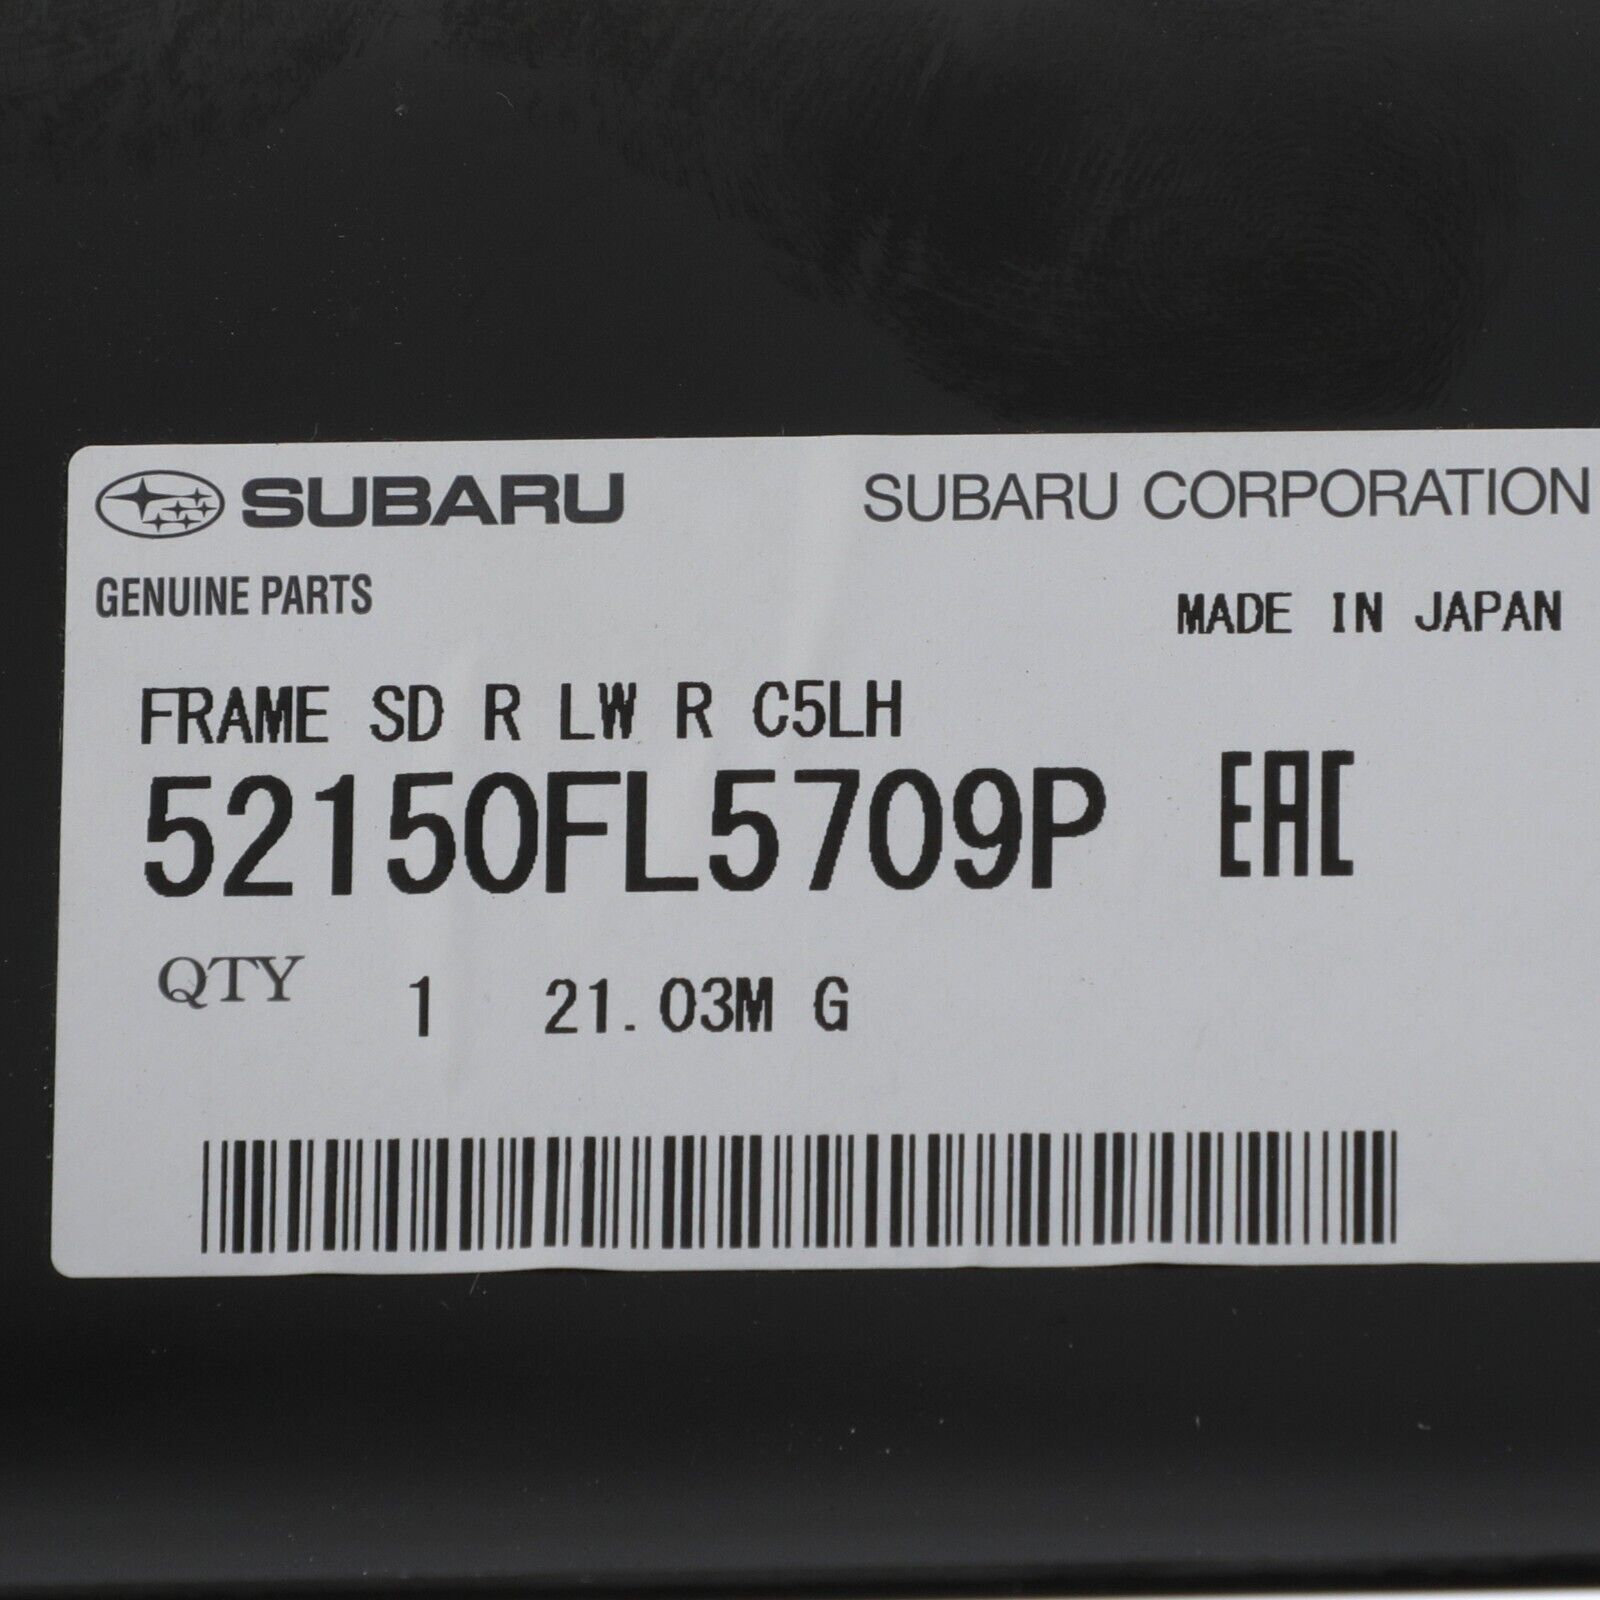 SUBARU SUBARU CORPORATION
GENUINE PARTS MADE IN JAPAN
FRAME SD R LW R C5LH
52150FL5709P EAC
QTY 1 21.03M G